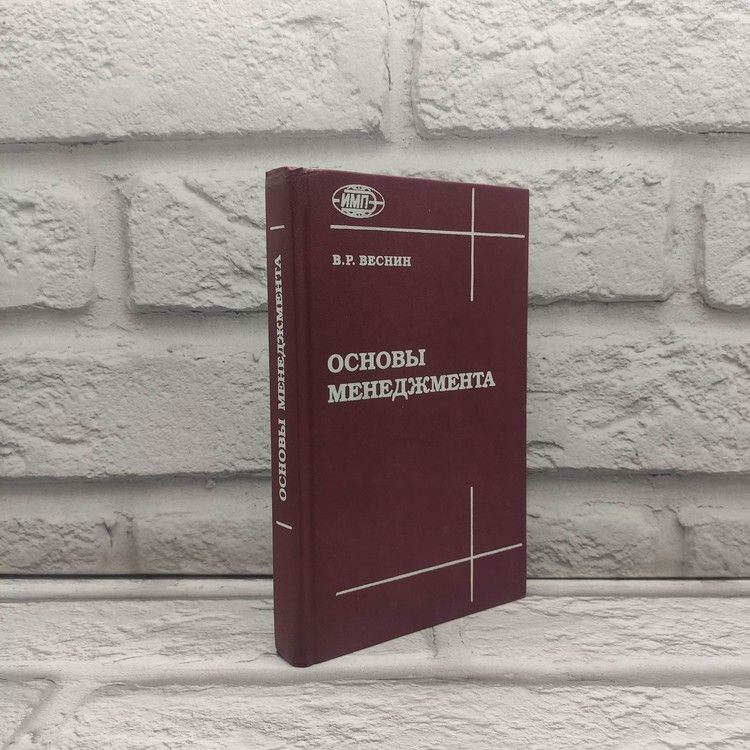 ИМП
В.Р. ВЕСНИН
ОСНОВЫ
МЕНЕДЖМЕНТА
ОСНОВЫ МЕНЕДЖМЕНТА